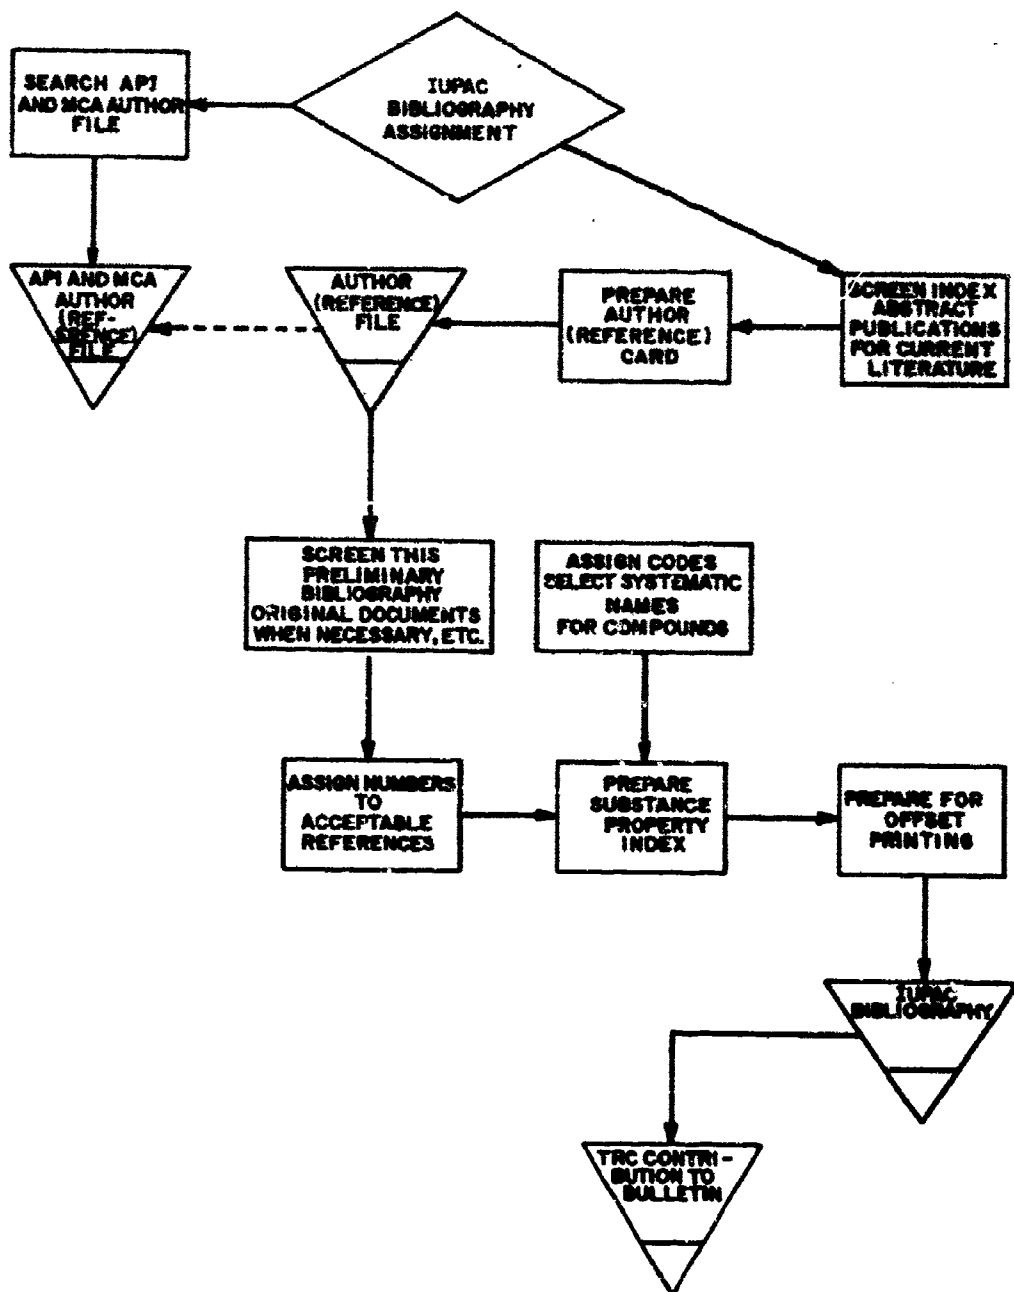 IUPAC
BIBLIOGRAPHY
ASSIGNMENT
SEARCH API
AND MCA AUTHOR
FILE
API AND MCA
AUTHOR
(REF-
ERENCE)
FILE
AUTHOR
(REFERENCE)
FILE
PREPARE
AUTHOR
(REFERENCE)
CARD
SCREEN INDEX
ABSTRACT
PUBLICATIONS
FOR CURRENT
LITERATURE
SCREEN THIS
PRELIMINARY
BIBLIOGRAPHY
ORIGINAL DOCUMENTS
WHEN NECESSARY, ETC.
ASSIGN CODES
SELECT SYSTEMATIC
NAMES
FOR COMPOUNDS
ASSIGN NUMBERS
TO
ACCEPTABLE
REFERENCES
PREPARE
SUBSTANCE
PROPERTY
INDEX
PREPARE FOR
OFFSET
PRINTING
IUPAC
BIBLIOGRAPHY
TRC CONTRI-
BUTION TO
BULLETIN